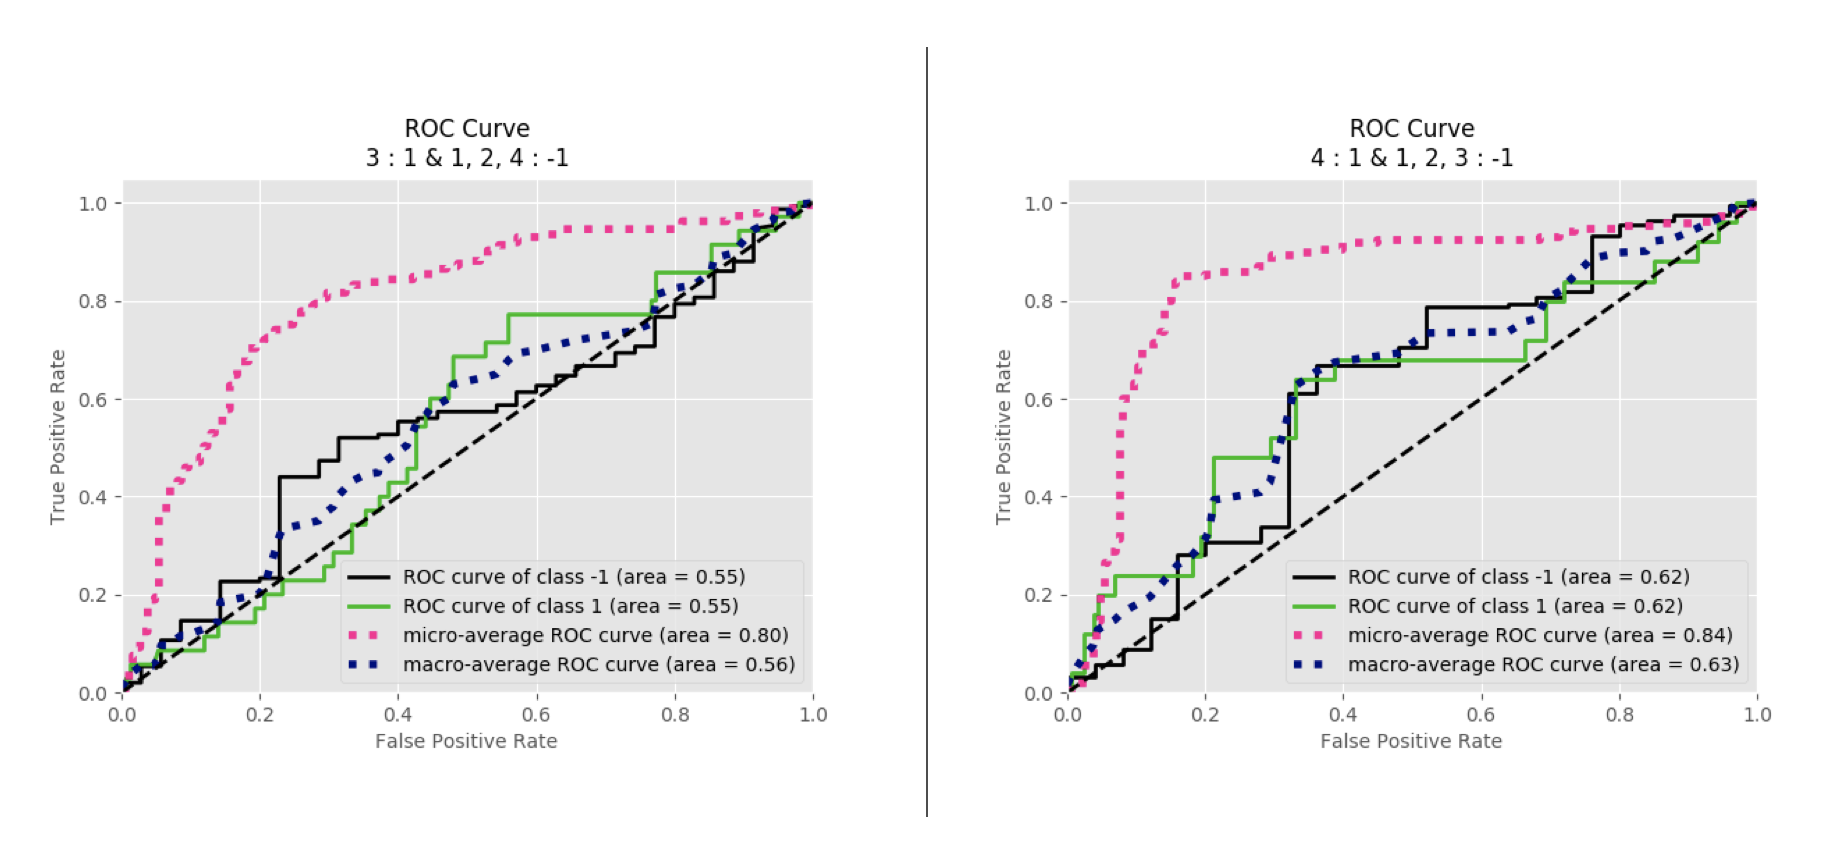 ROC Curve
3 : 1 & 1, 2, 4 : -1
True Positive Rate
1.0
0.8
0.6
0.4
0.2
0.0
ROC curve of class -1 (area = 0.55)
ROC curve of class 1 (area = 0.55)
micro-average ROC curve (area = 0.80)
macro-average ROC curve (area = 0.56)
0.0 0.2 0.4 0.6 0.8 1.0
False Positive Rate
ROC Curve
4 : 1 & 1, 2, 3 : -1
True Positive Rate
1.0
0.8
0.6
0.4
0.2
0.0
ROC curve of class -1 (area = 0.62)
ROC curve of class 1 (area = 0.62)
micro-average ROC curve (area = 0.84)
macro-average ROC curve (area = 0.63)
0.0 0.2 0.4 0.6 0.8 1.0
False Positive Rate